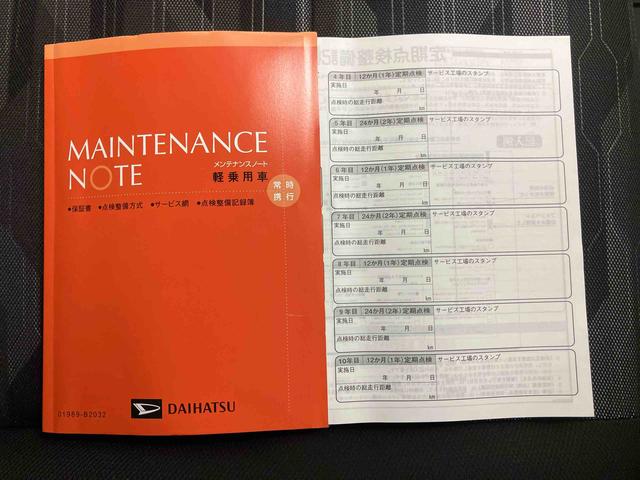 MAINTENANCE
NOTE
メンテナンスノート
軽乗用車
常時
携行
•保証書 •点検整備方式 •サービス網 •点検整備記録簿
DAIHATSU
01989-B2032
4年目 12か月(1年)定期点検 サービス工場のスタンプ
実施日
年 月 日
点検時の総走行距離
km
5年目 24か月(2年)定期点検 サービス工場のスタンプ
実施日
年 月 日
点検時の総走行距離
km
6年目 12か月(1年)定期点検 サービス工場のスタンプ
実施日
年 月 日
点検時の総走行距離
km
7年目 24か月(2年)定期点検 サービス工場のスタンプ
実施日
年 月 日
点検時の総走行距離
km
8年目 12か月(1年)定期点検 サービス工場のスタンプ
実施日
年 月 日
点検時の総走行距離
km
9年目 24か月(2年)定期点検 サービス工場のスタンプ
実施日
年 月 日
点検時の総走行距離
km
10年目 12か月(1年)定期点検 サービス工場のスタンプ
実施日
年 月 日
点検時の総走行距離
km